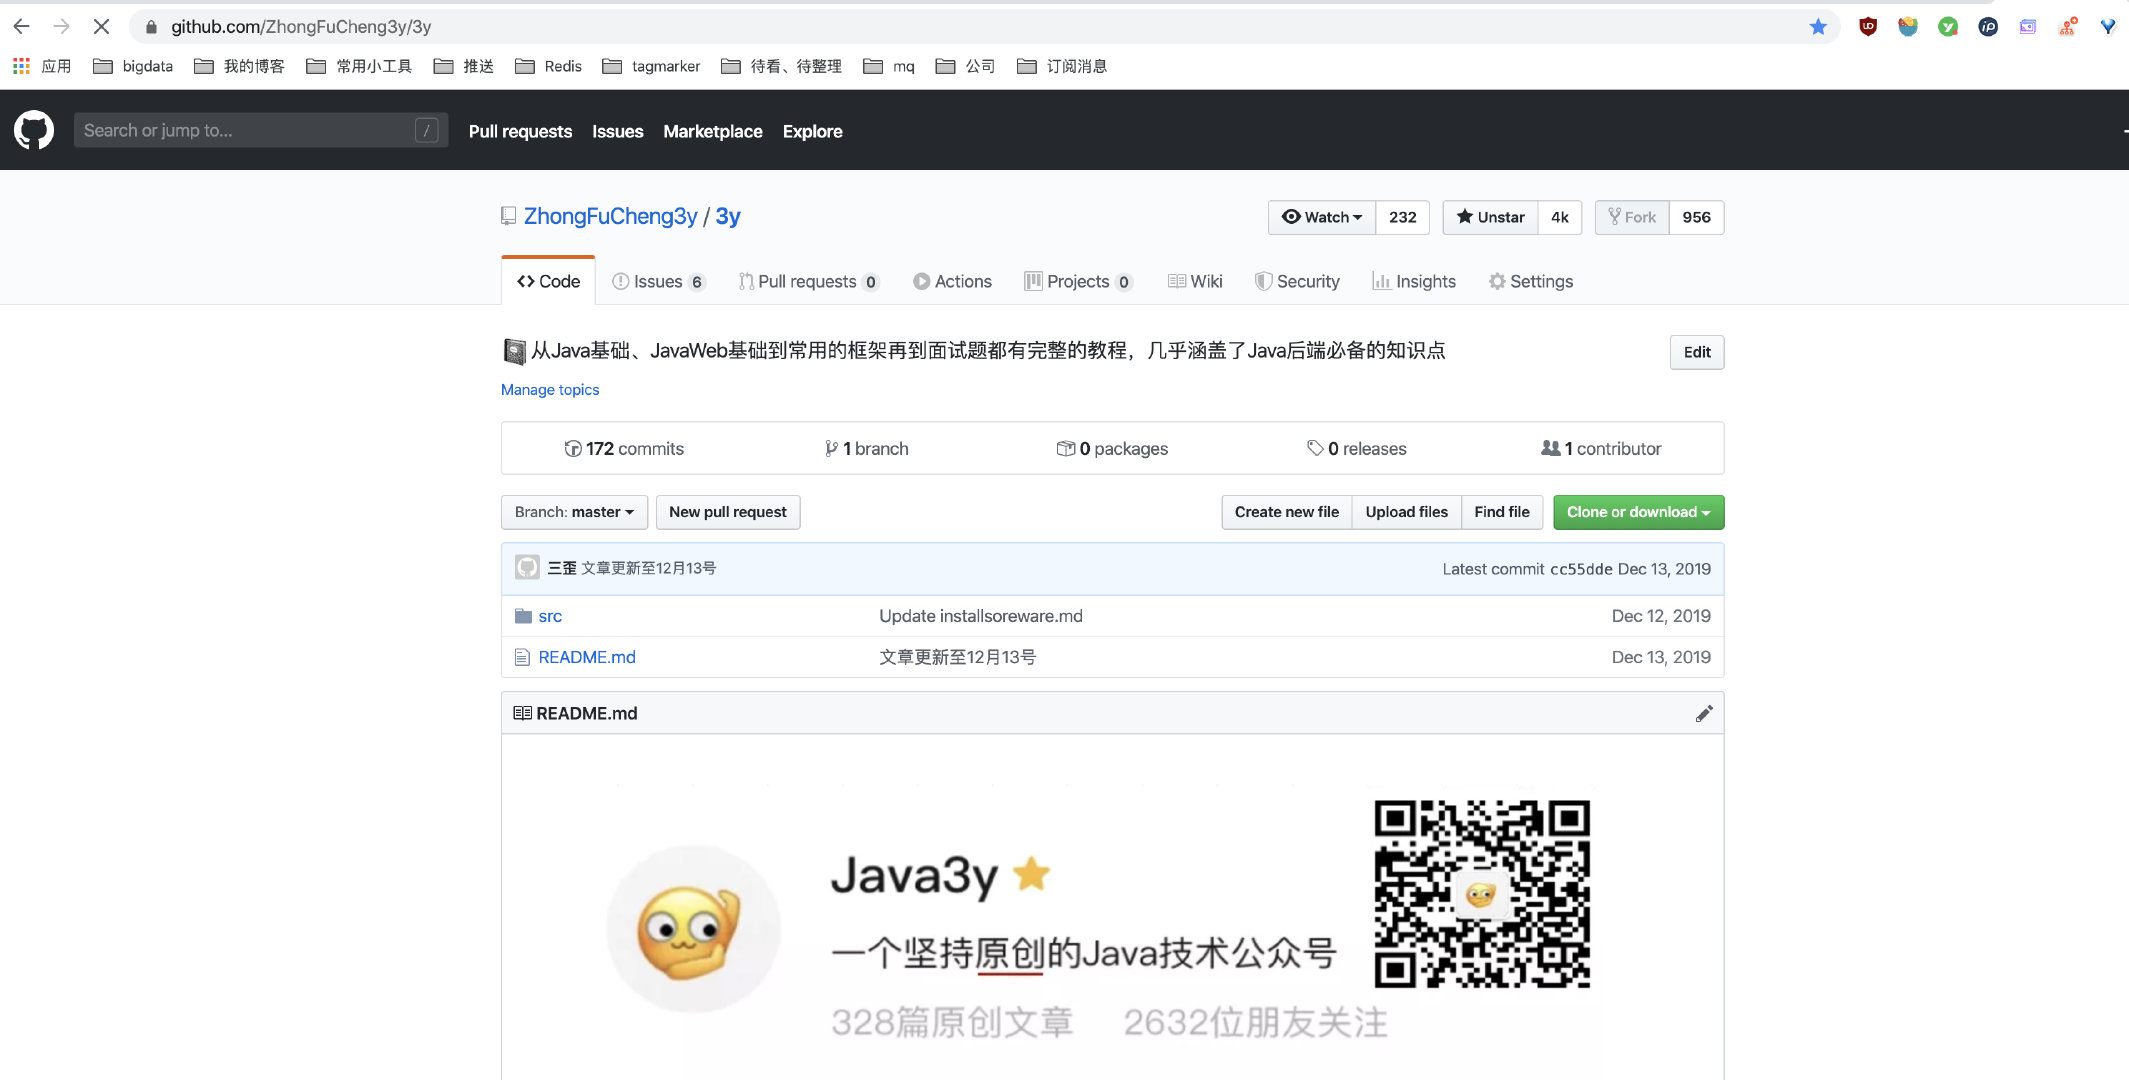 github.com/ZhongFuCheng3y/3y
应用 bigdata 我的博客 常用小工具 推送 Redis tagmarker 待看、待整理 mq 公司 订阅消息
Search or jump to... / Pull requests Issues Marketplace Explore
ZhongFuCheng3y / 3y Watch 232 Unstar 4k Fork 956
Code Issues 6 Pull requests 0 Actions Projects 0 Wiki Security Insights Settings
从Java基础、JavaWeb基础到常用的框架再到面试题都有完整的教程，几乎涵盖了Java后端必备的知识点 Edit
Manage topics
172 commits 1 branch 0 packages 0 releases 1 contributor
Branch: master New pull request Create new file Upload files Find file Clone or download
三歪 文章更新至12月13号 Latest commit cc55dde Dec 13, 2019
src Update installsoreware.md Dec 12, 2019
README.md 文章更新至12月13号 Dec 13, 2019
README.md
Java3y
一个坚持原创的Java技术公众号
328篇原创文章 2632位朋友关注